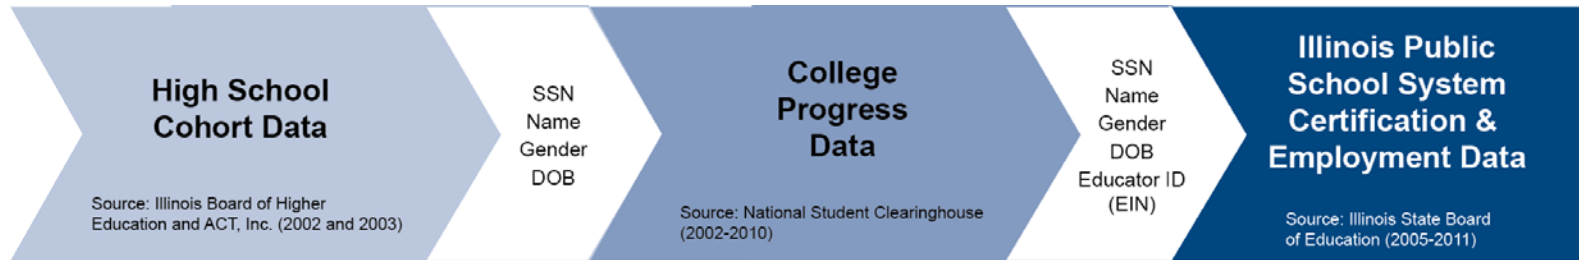 High School
Cohort Data
Source: Illinois Board of Higher
Education and ACT, Inc. (2002 and 2003)
SSN
Name
Gender
DOB
College
Progress
Data
Source: National Student Clearinghouse
(2002-2010)
SSN
Name
Gender
DOB
Educator ID
(EIN)
Illinois Public
School System
Certification &
Employment Data
Source: Illinois State Board
of Education (2005-2011)